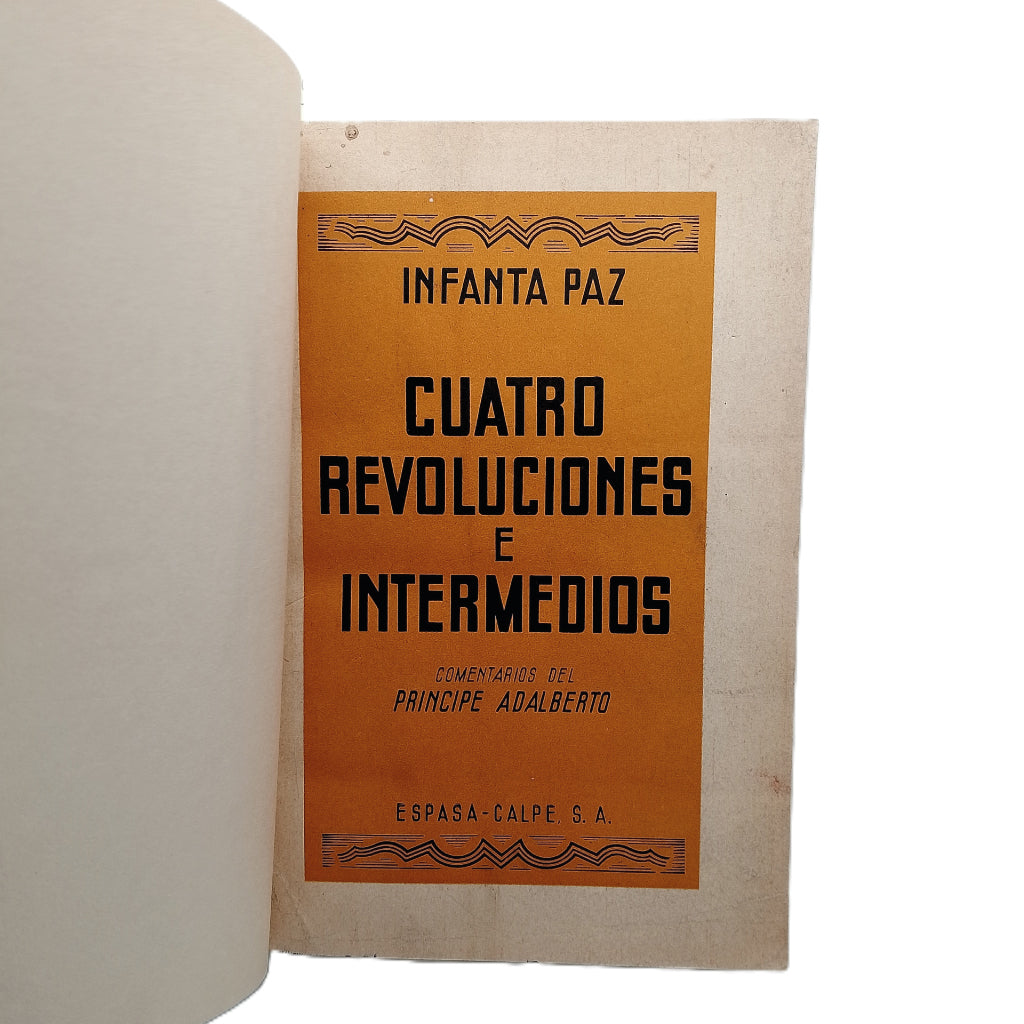 INFANTA PAZ
CUATRO
REVOLUCIONES
E
INTERMEDIOS
COMENTARIOS DEL
PRINCIPE ADALBERTO
ESPASA-CALPE, S. A.